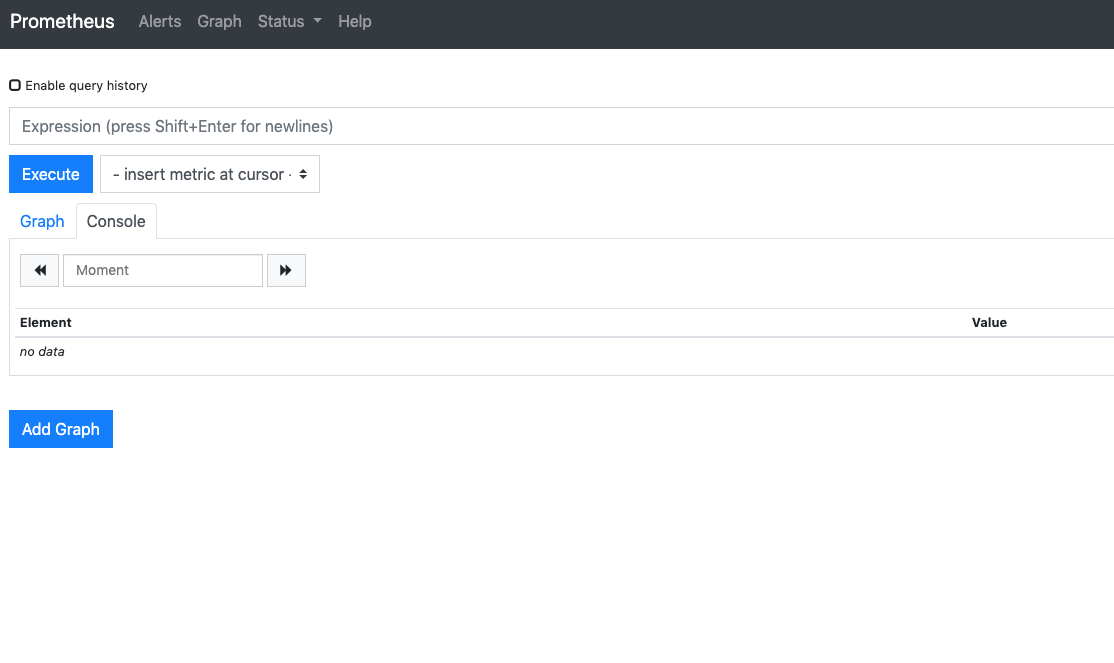 Prometheus Alerts Graph Status Help
Enable query history
Expression (press Shift+Enter for newlines)
Execute - insert metric at cursor -
Graph Console
Moment
Element Value
no data
Add Graph